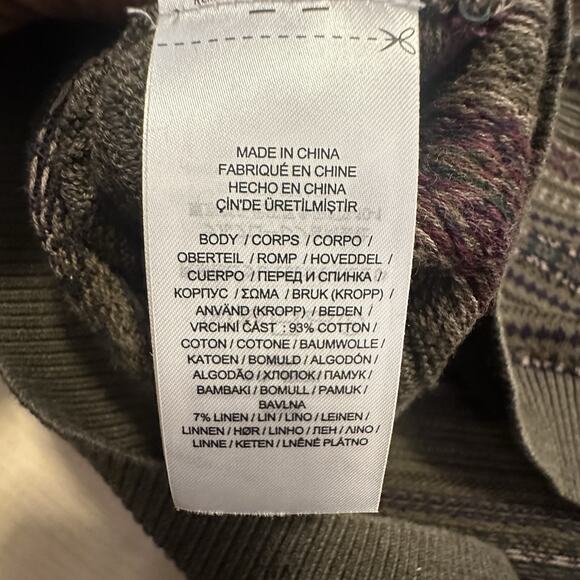 MADE IN CHINA
FABRIQUÉ EN CHINE
HECHO EN CHINA
ÇIN'DE ÜRETİLMİŞTİR
BODY / CORPS / CORPO /
OBERTEIL / ROMP / HOVEDDEL /
CUERPO / ПЕРЕД И СПИНКА /
КОРПУС / ΣΩΜΑ / BRUK (KROPP) /
ANVÄND (KROPP) / BEDEN /
VRCHNÍ ČÁST : 93% COTTON /
COTON / COTONE / BAUMWOLLE /
KATOEN / BOMULD / ALGODÓN /
ALGODÃO / ХЛОПОК / ПАМУК /
BAMBAKI / BOMULL / PAMUK /
BAVLNA
7% LINEN / LIN / LINO / LEINEN /
LINNEN / HØR / LINHO / ЛЕН / ΛΙΝΟ /
LINNE / KETEN / LNĚNÉ PLÁTNO